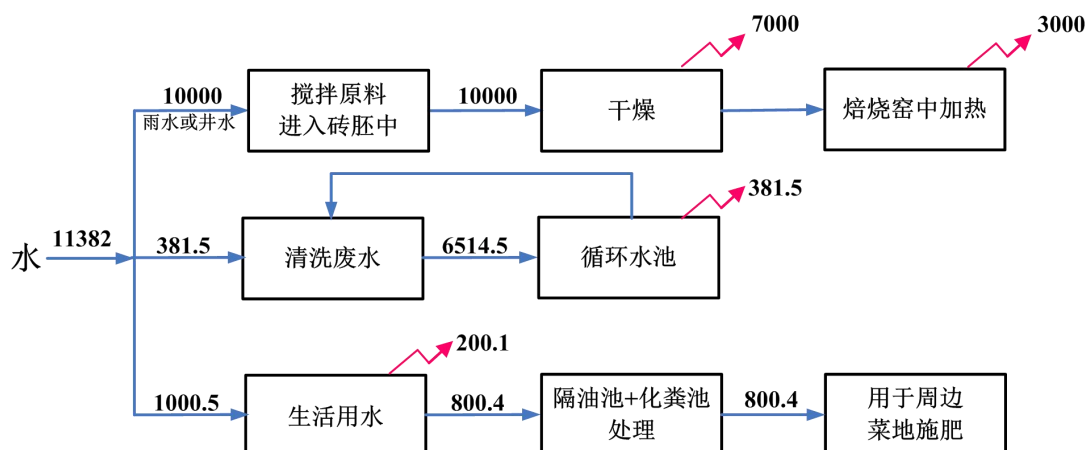 7000
3000
10000
雨水或井水
搅拌原料
进入砖胚中
10000
干燥
焙烧窑中加热
381.5
水
11382
381.5
清洗废水
6514.5
循环水池
200.1
1000.5
生活用水
800.4
隔油池+化粪池
处理
800.4
用于周边
菜地施肥